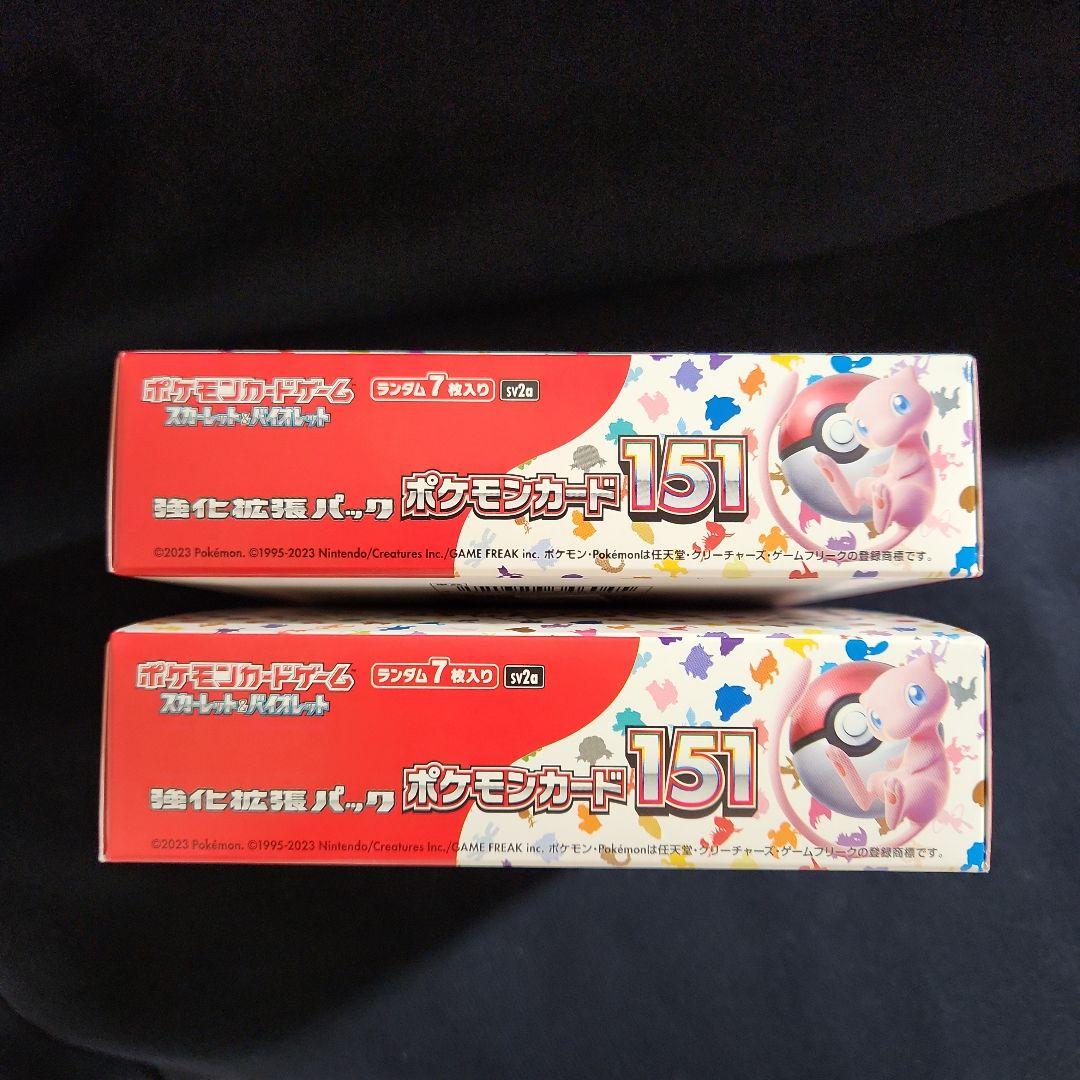 ポケモンカードゲーム
スカーレット&バイオレット
ランダム7枚入り sv2a
強化拡張パック ポケモンカード151
©2023 Pokémon. ©1995-2023 Nintendo/Creatures Inc./GAME FREAK inc. ポケモン・Pokémonは任天堂・クリーチャーズ・ゲームフリークの登録商標です。
ポケモンカードゲーム
スカーレット&バイオレット
ランダム7枚入り sv2a
強化拡張パック ポケモンカード151
©2023 Pokémon. ©1995-2023 Nintendo/Creatures Inc./GAME FREAK inc. ポケモン・Pokémonは任天堂・クリーチャーズ・ゲームフリークの登録商標です。